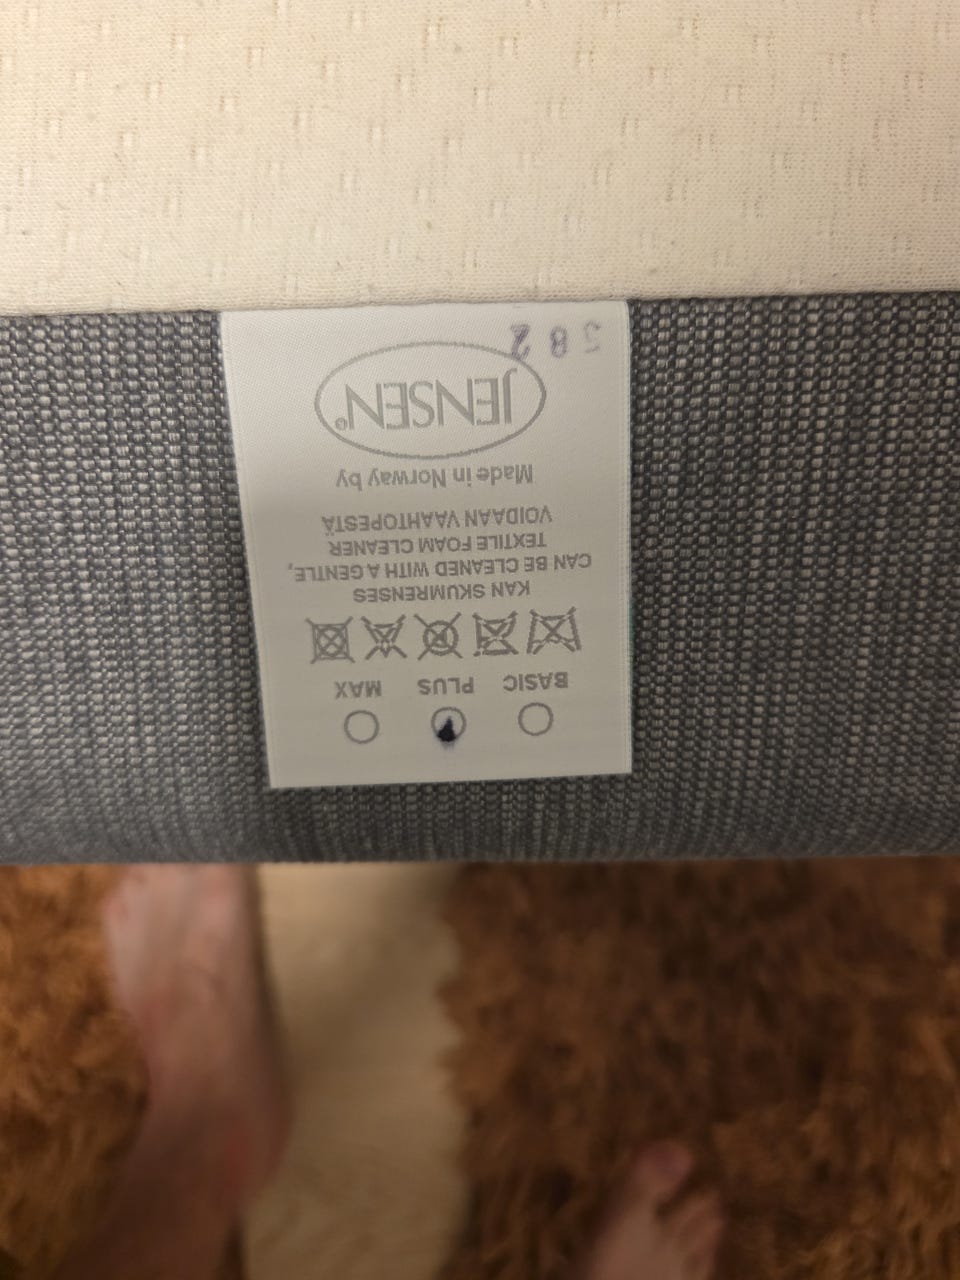 BASIC PLUS MAX
KAN SKUMRENSES
CAN BE CLEANED WITH A GENTLE,
TEXTILE FOAM CLEANER
VOIDAAN VAAHTOPESTÄ
Made in Norway by
JENSEN®
382